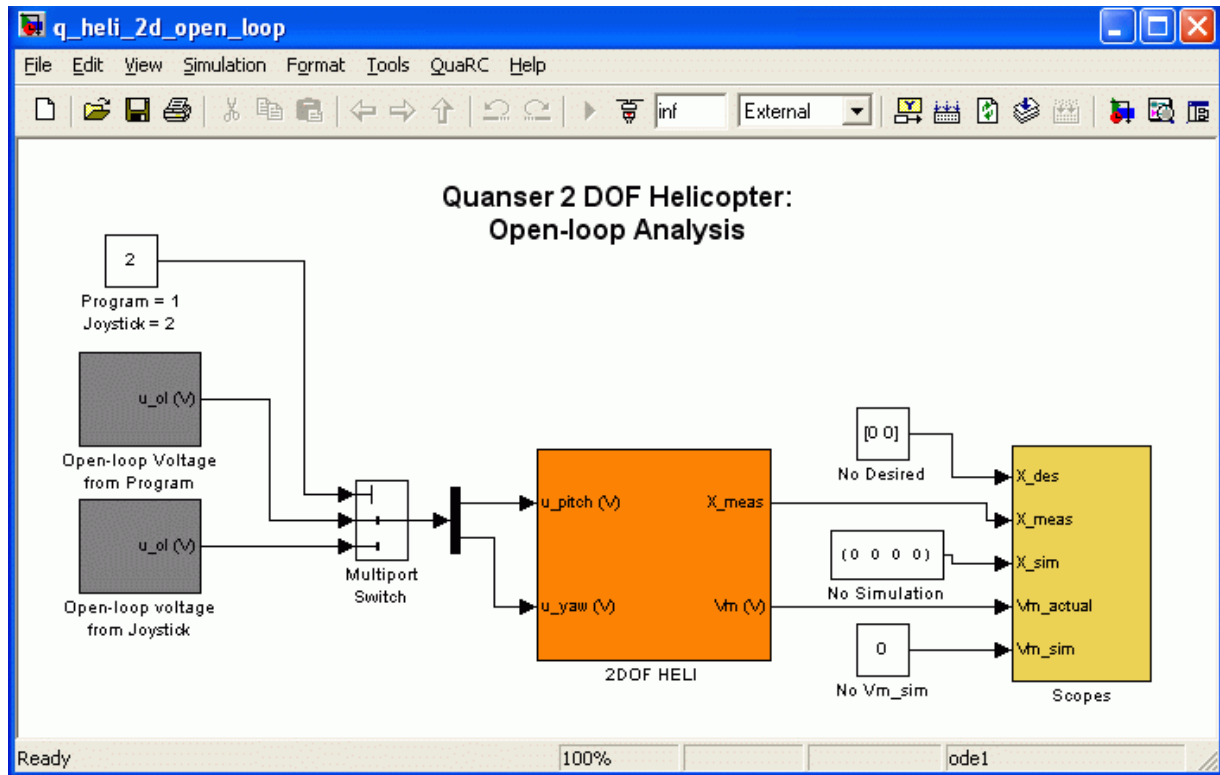 q_heli_2d_open_loop
File Edit View Simulation Format Tools QuaRC Help
inf External
Quanser 2 DOF Helicopter:
Open-loop Analysis
2
Program = 1
Joystick = 2
u_ol (V)
Open-loop Voltage
from Program
u_ol (V)
Open-loop voltage
from Joystick
Multiport
Switch
u_pitch (V)
X_meas
u_yaw (V)
Vm (V)
2DOF HELI
[0 0]
No Desired
(0 0 0 0)
No Simulation
0
No Vm_sim
X_des
X_meas
X_sim
Vm_actual
Vm_sim
Scopes
Ready 100% ode1